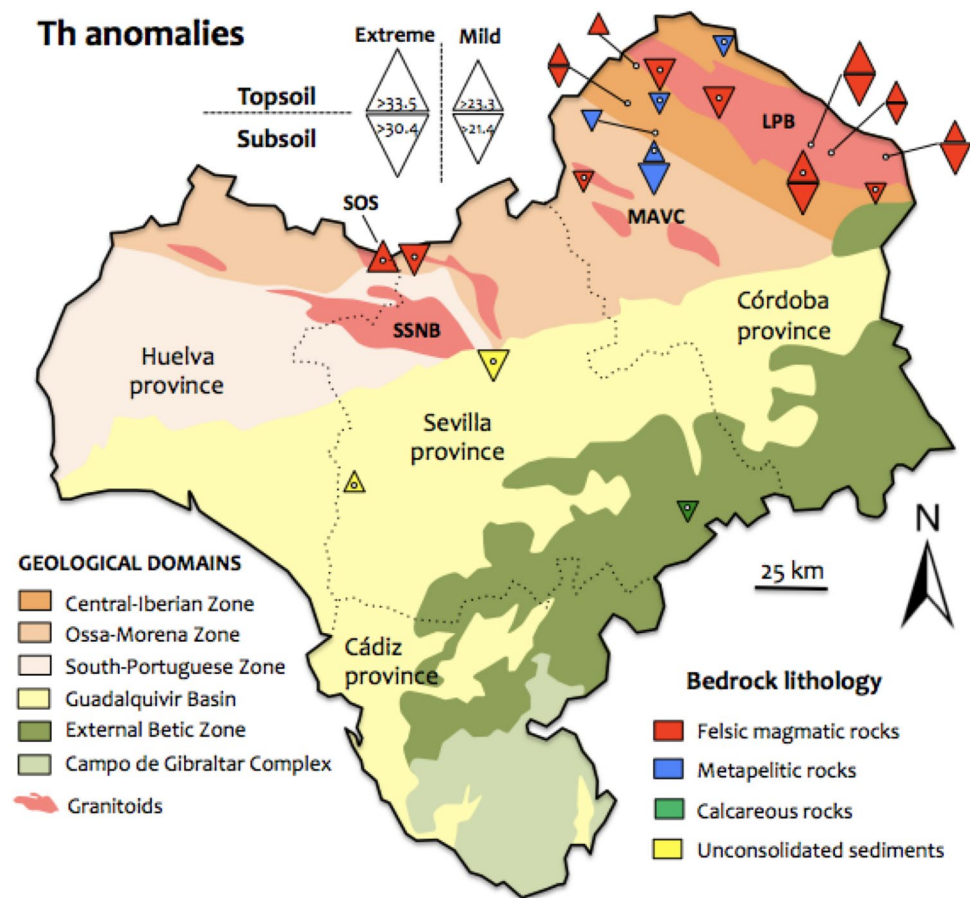 Th anomalies
Extreme
Mild
Topsoil
>33.5
>23.3
Subsoil
>30.4
>21.4
LPB
SOS
MAVC
SSNB
Córdoba
province
Huelva
province
Sevilla
province
N
25 km
GEOLOGICAL DOMAINS
Central-Iberian Zone
Ossa-Morena Zone
South-Portuguese Zone
Guadalquivir Basin
External Betic Zone
Campo de Gibraltar Complex
Granitoids
Cádiz
province
Bedrock lithology
Felsic magmatic rocks
Metapelitic rocks
Calcareous rocks
Unconsolidated sediments